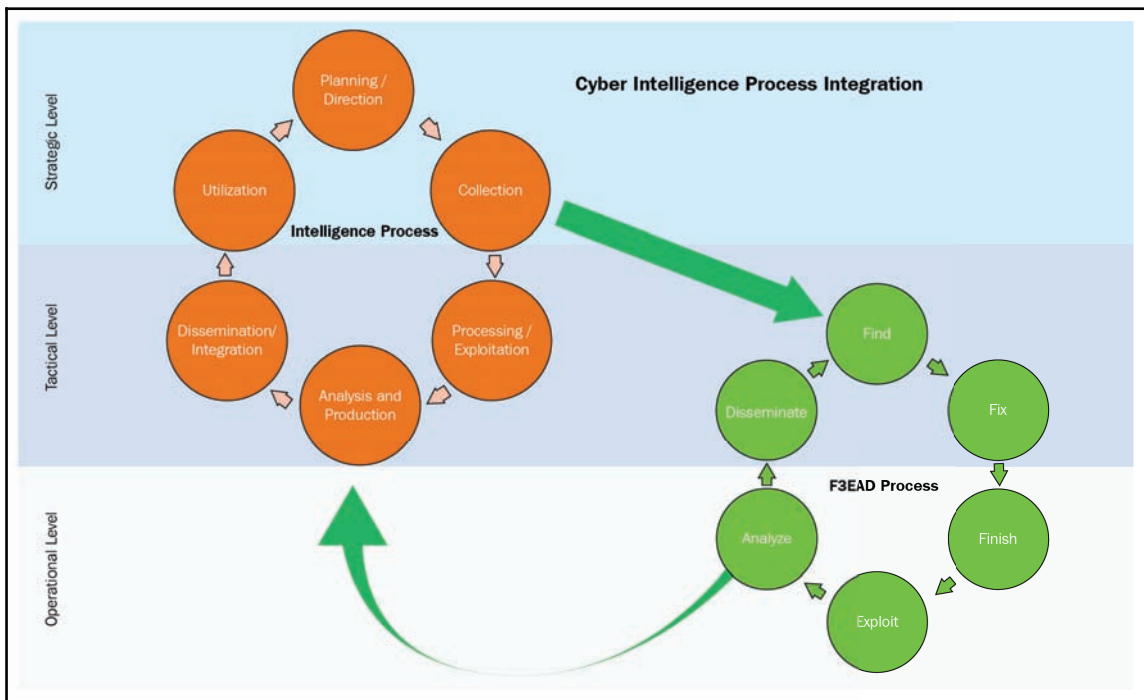 Cyber Intelligence Process Integration
Strategic Level
Planning /
Direction
Utilization
Collection
Intelligence Process
Tactical Level
Dissemination/
Integration
Processing /
Exploitation
Analysis and
Production
Find
Disseminate
Fix
F3EAD Process
Operational Level
Analyze
Finish
Exploit